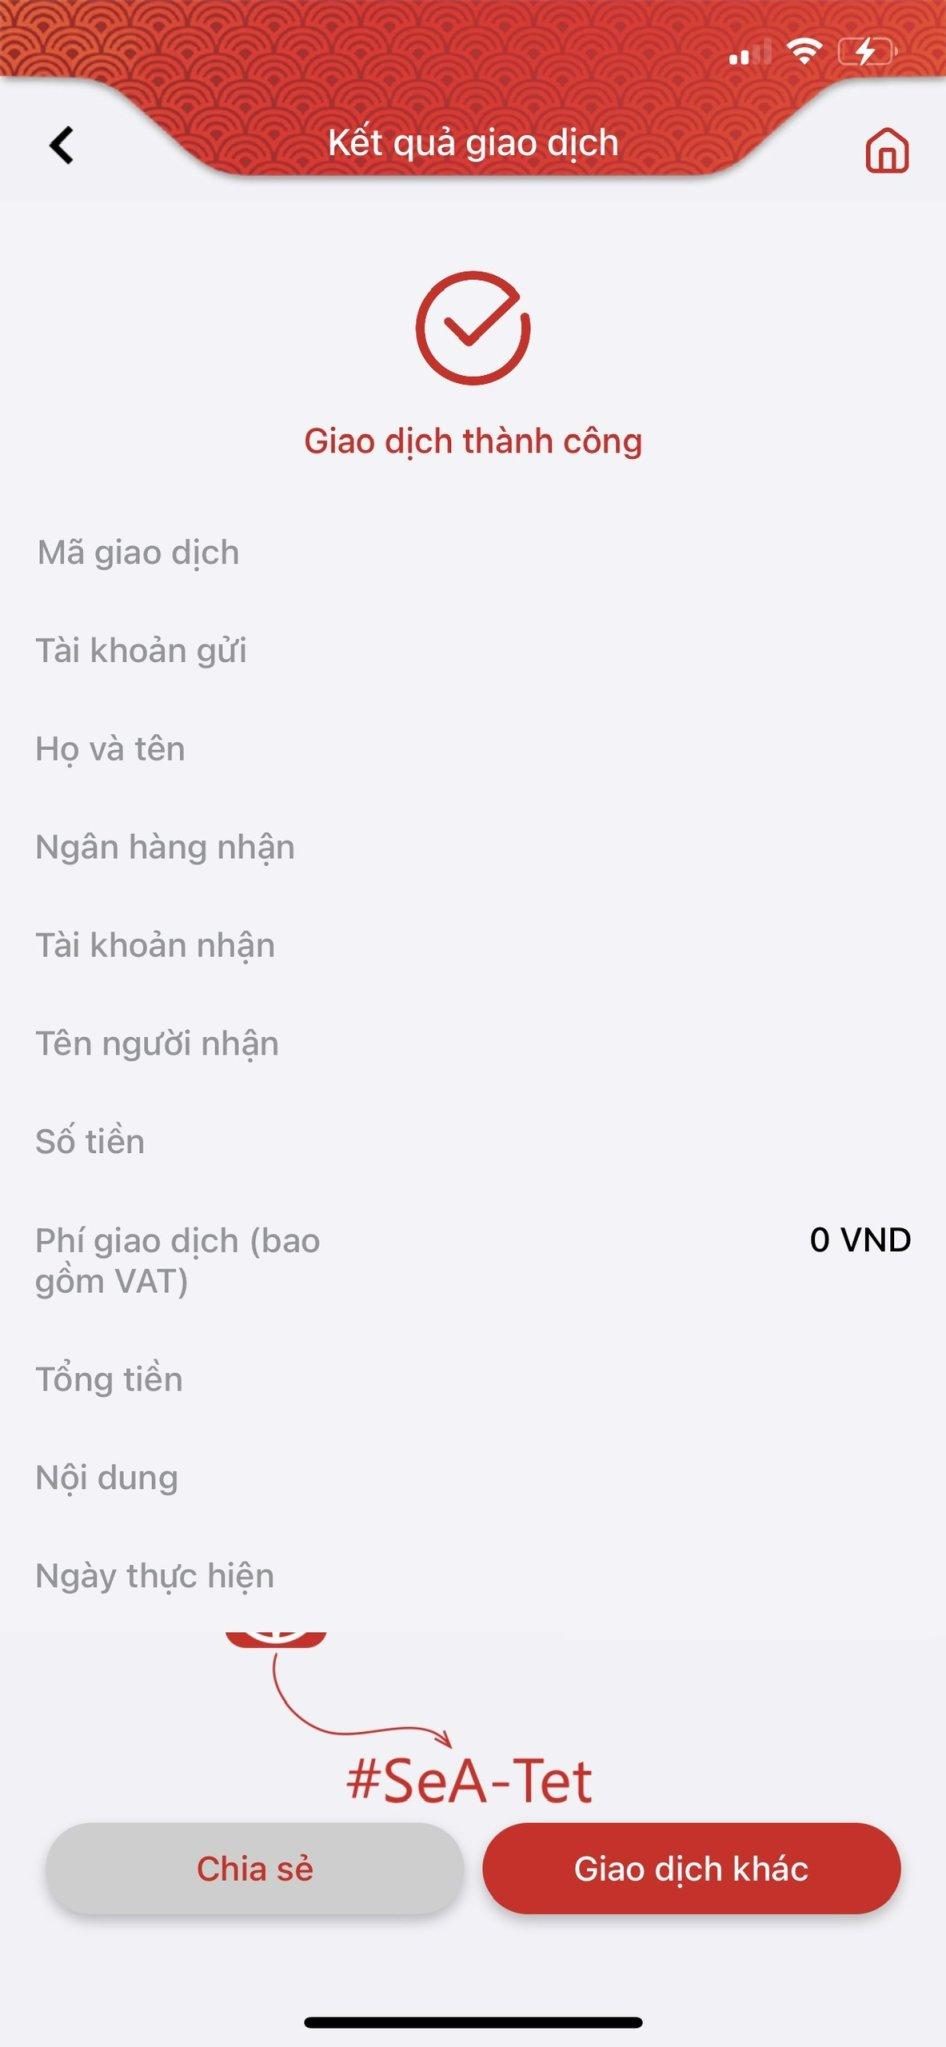 Kết quả giao dịch
Giao dịch thành công
Mã giao dịch
Tài khoản gửi
Họ và tên
Ngân hàng nhận
Tài khoản nhận
Tên người nhận
Số tiền
Phí giao dịch (bao
gồm VAT)
0 VND
Tổng tiền
Nội dung
Ngày thực hiện
#SeA-Tet
Chia sẻ
Giao dịch khác